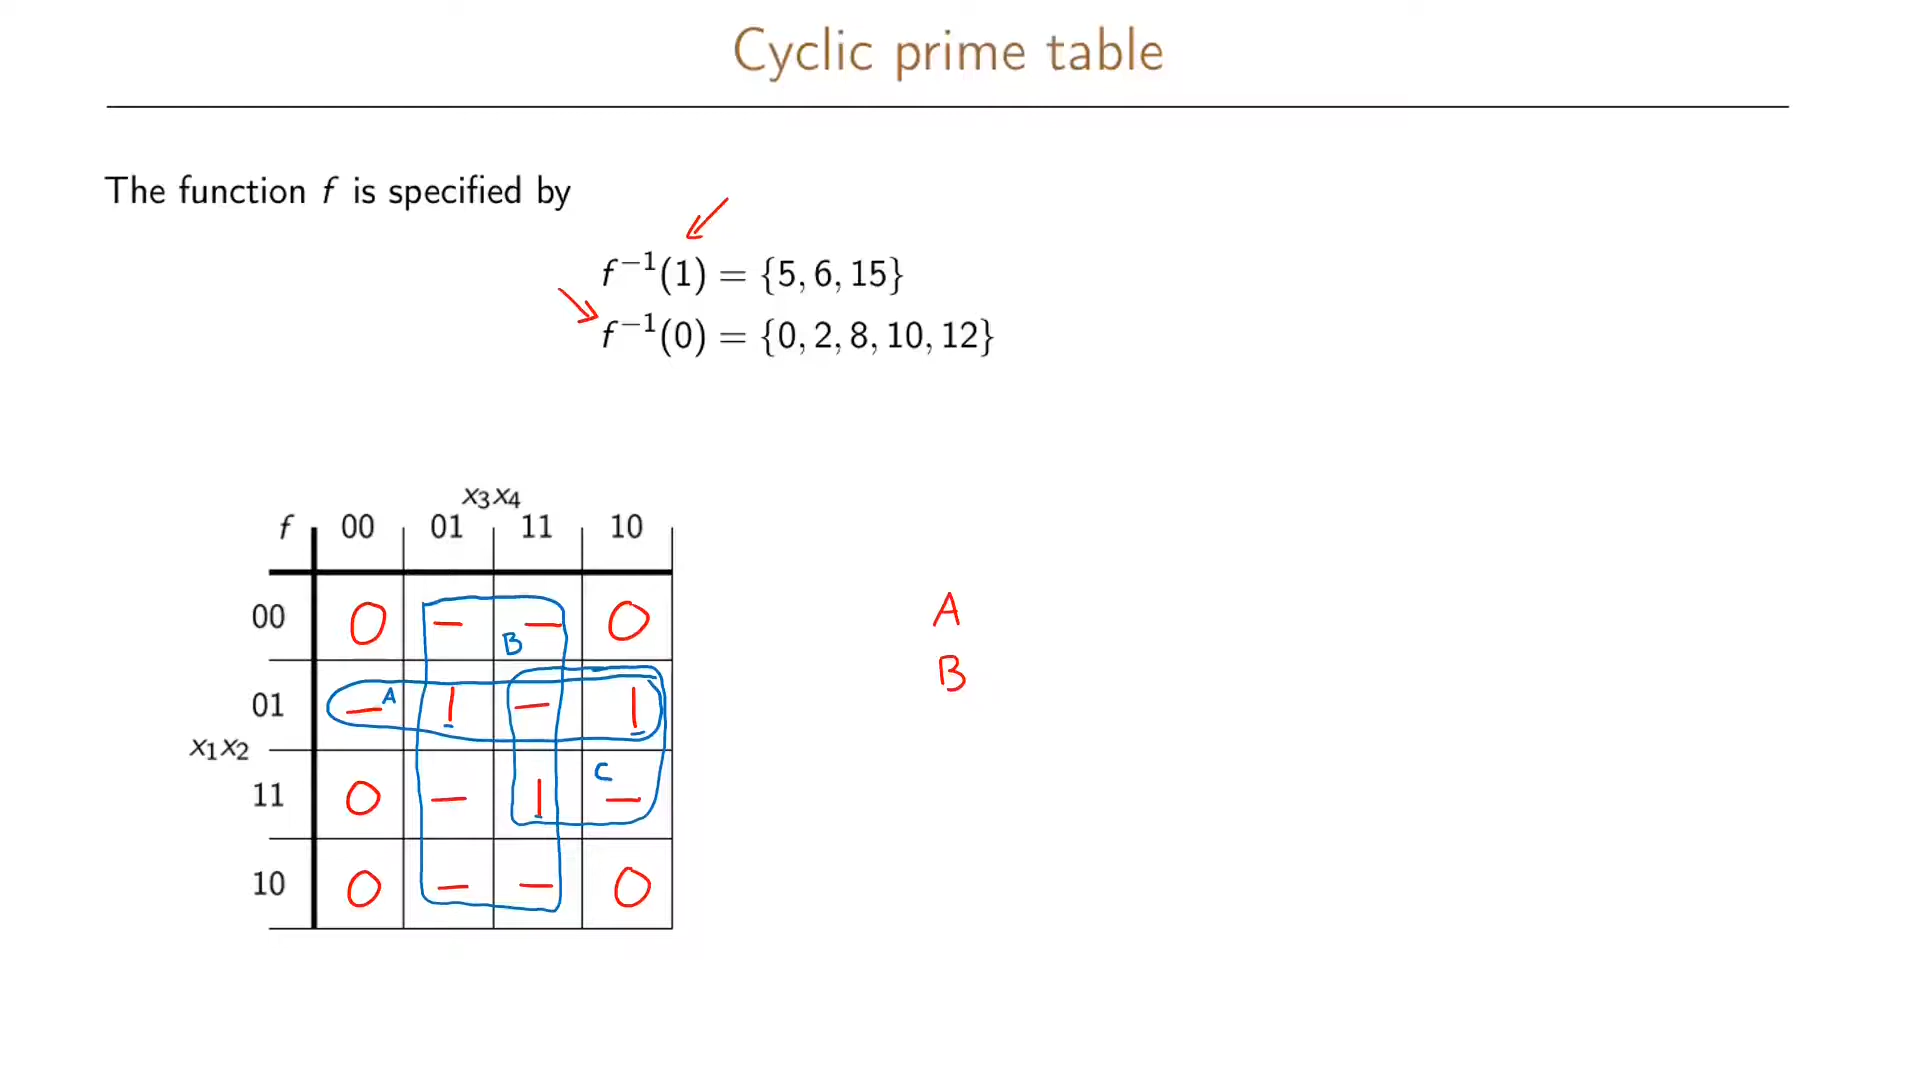 Cyclic prime table
The function f is specified by
f⁻¹(1) = {5, 6, 15}
f⁻¹(0) = {0, 2, 8, 10, 12}
x₃x₄
f 00 01 11 10
00 0 – – 0
B
01 – 1 – 1
A
x₁x₂
C
11 0 – 1 –
10 0 – – 0
A
B